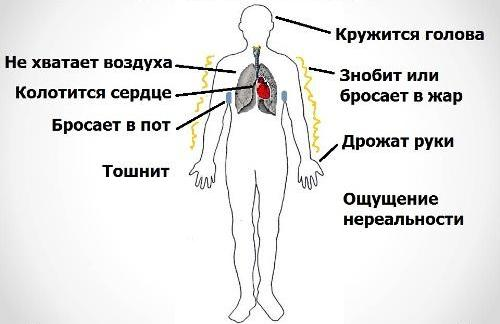 Кружится голова
Не хватает воздуха
Колотится сердце
Бросает в пот
Тошнит
Знобит или
бросает в жар
Дрожат руки
Ощущение
нереальности